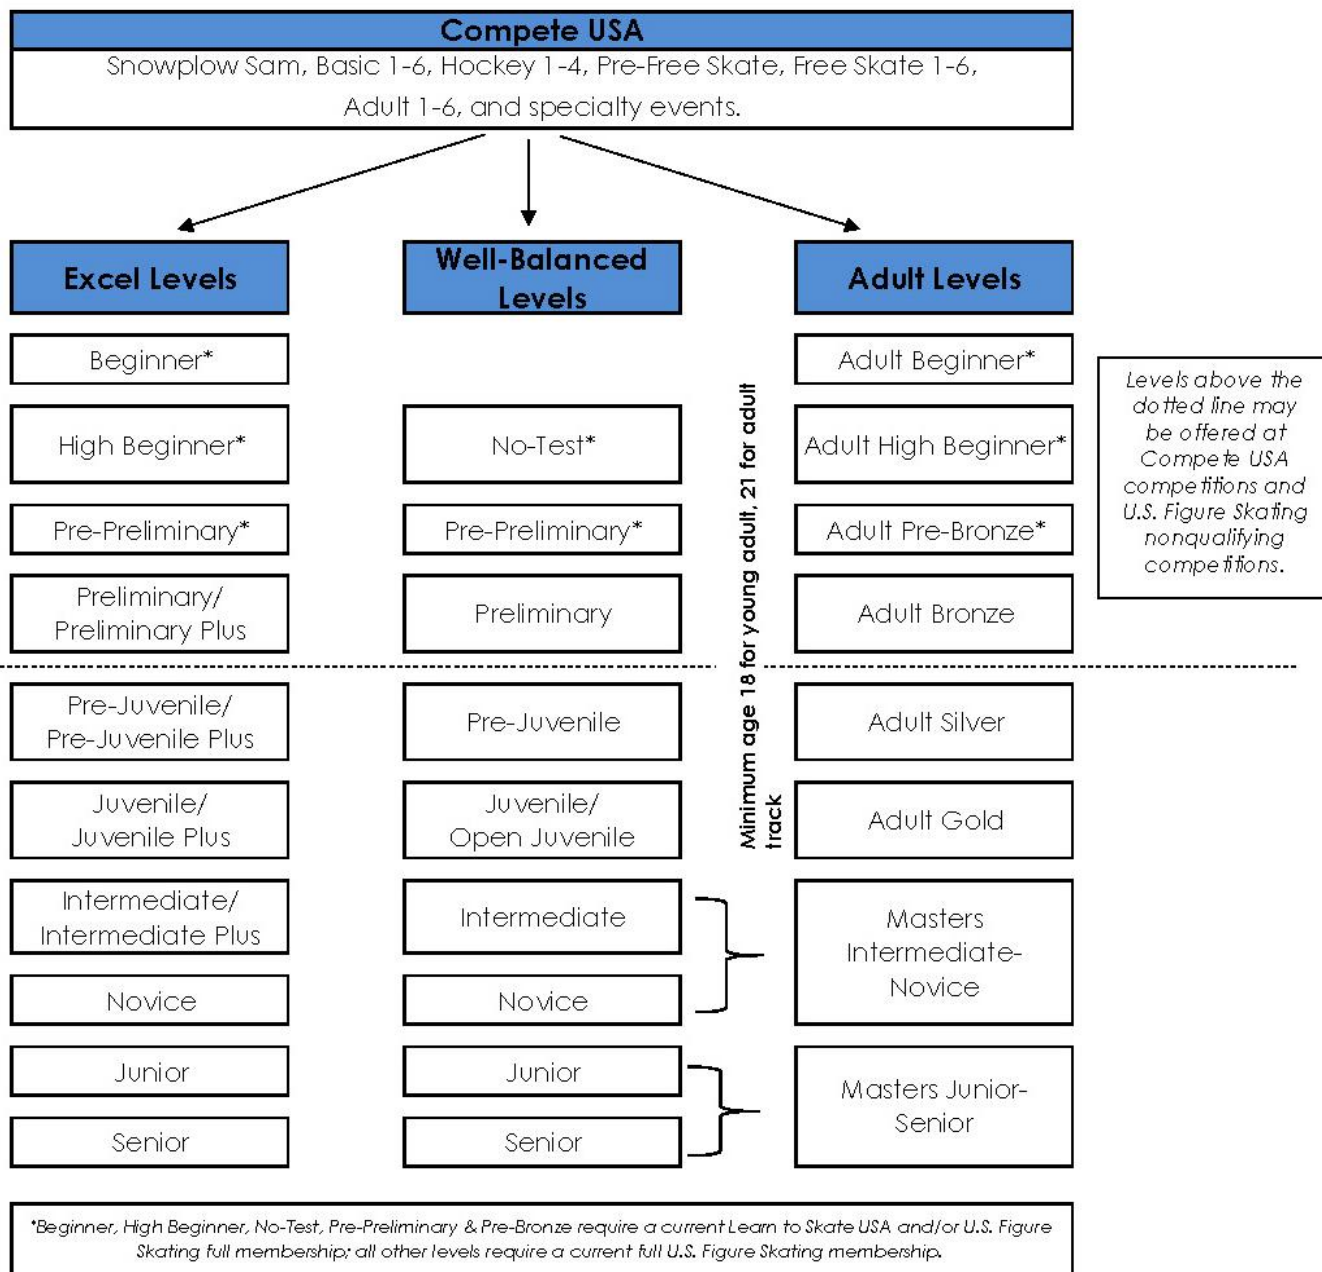 Compete USA
Snowplow Sam, Basic 1-6, Hockey 1-4, Pre-Free Skate, Free Skate 1-6,
Adult 1-6, and specialty events.
Excel Levels
Beginner*
High Beginner*
Pre-Preliminary*
Preliminary/
Preliminary Plus
Pre-Juvenile/
Pre-Juvenile Plus
Juvenile/
Juvenile Plus
Intermediate/
Intermediate Plus
Novice
Junior
Senior
Well-Balanced
Levels
No-Test*
Pre-Preliminary*
Preliminary
Pre-Juvenile
Juvenile/
Open Juvenile
Intermediate
Novice
Junior
Senior
Minimum age 18 for young adult, 21 for adult
track
Adult Levels
Adult Beginner*
Adult High Beginner*
Adult Pre-Bronze*
Adult Bronze
Adult Silver
Adult Gold
Masters
Intermediate-
Novice
Masters Junior-
Senior
Levels above the
dotted line may
be offered at
Compete USA
competitions and
U.S. Figure Skating
nonqualifying
competitions.
*Beginner, High Beginner, No-Test, Pre-Preliminary & Pre-Bronze require a current Learn to Skate USA and/or U.S. Figure
Skating full membership; all other levels require a current full U.S. Figure Skating membership.